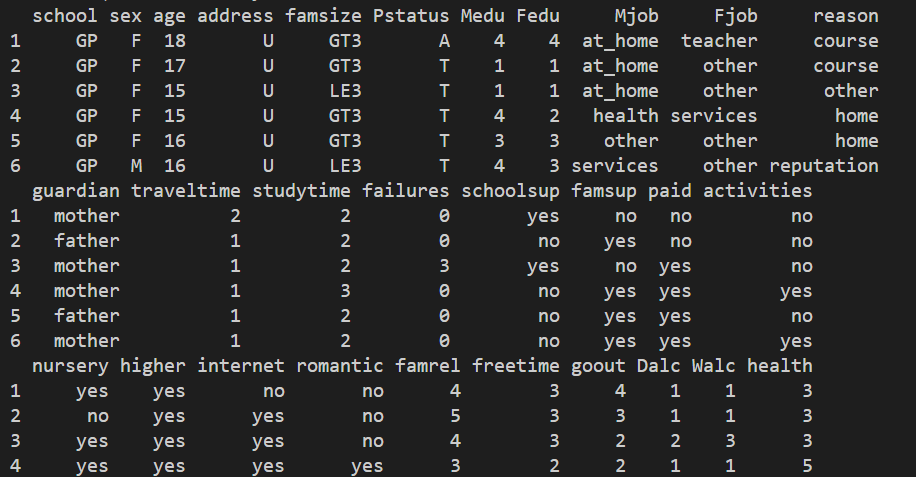 school sex age address famsize Pstatus Medu Fedu Mjob Fjob reason
1 GP F 18 U GT3 A 4 4 at_home teacher course
2 GP F 17 U GT3 T 1 1 at_home other course
3 GP F 15 U LE3 T 1 1 at_home other other
4 GP F 15 U GT3 T 4 2 health services home
5 GP F 16 U GT3 T 3 3 other other home
6 GP M 16 U LE3 T 4 3 services other reputation
guardian traveltime studytime failures schoolsup famsup paid activities
1 mother 2 2 0 yes no no no
2 father 1 2 0 no yes no no
3 mother 1 2 3 yes no yes no
4 mother 1 3 0 no yes yes yes
5 father 1 2 0 no yes yes no
6 mother 1 2 0 no yes yes yes
nursery higher internet romantic famrel freetime goout Dalc Walc health
1 yes yes no no 4 3 4 1 1 3
2 no yes yes no 5 3 3 1 1 3
3 yes yes yes no 4 3 2 2 3 3
4 yes yes yes yes 3 2 2 1 1 5